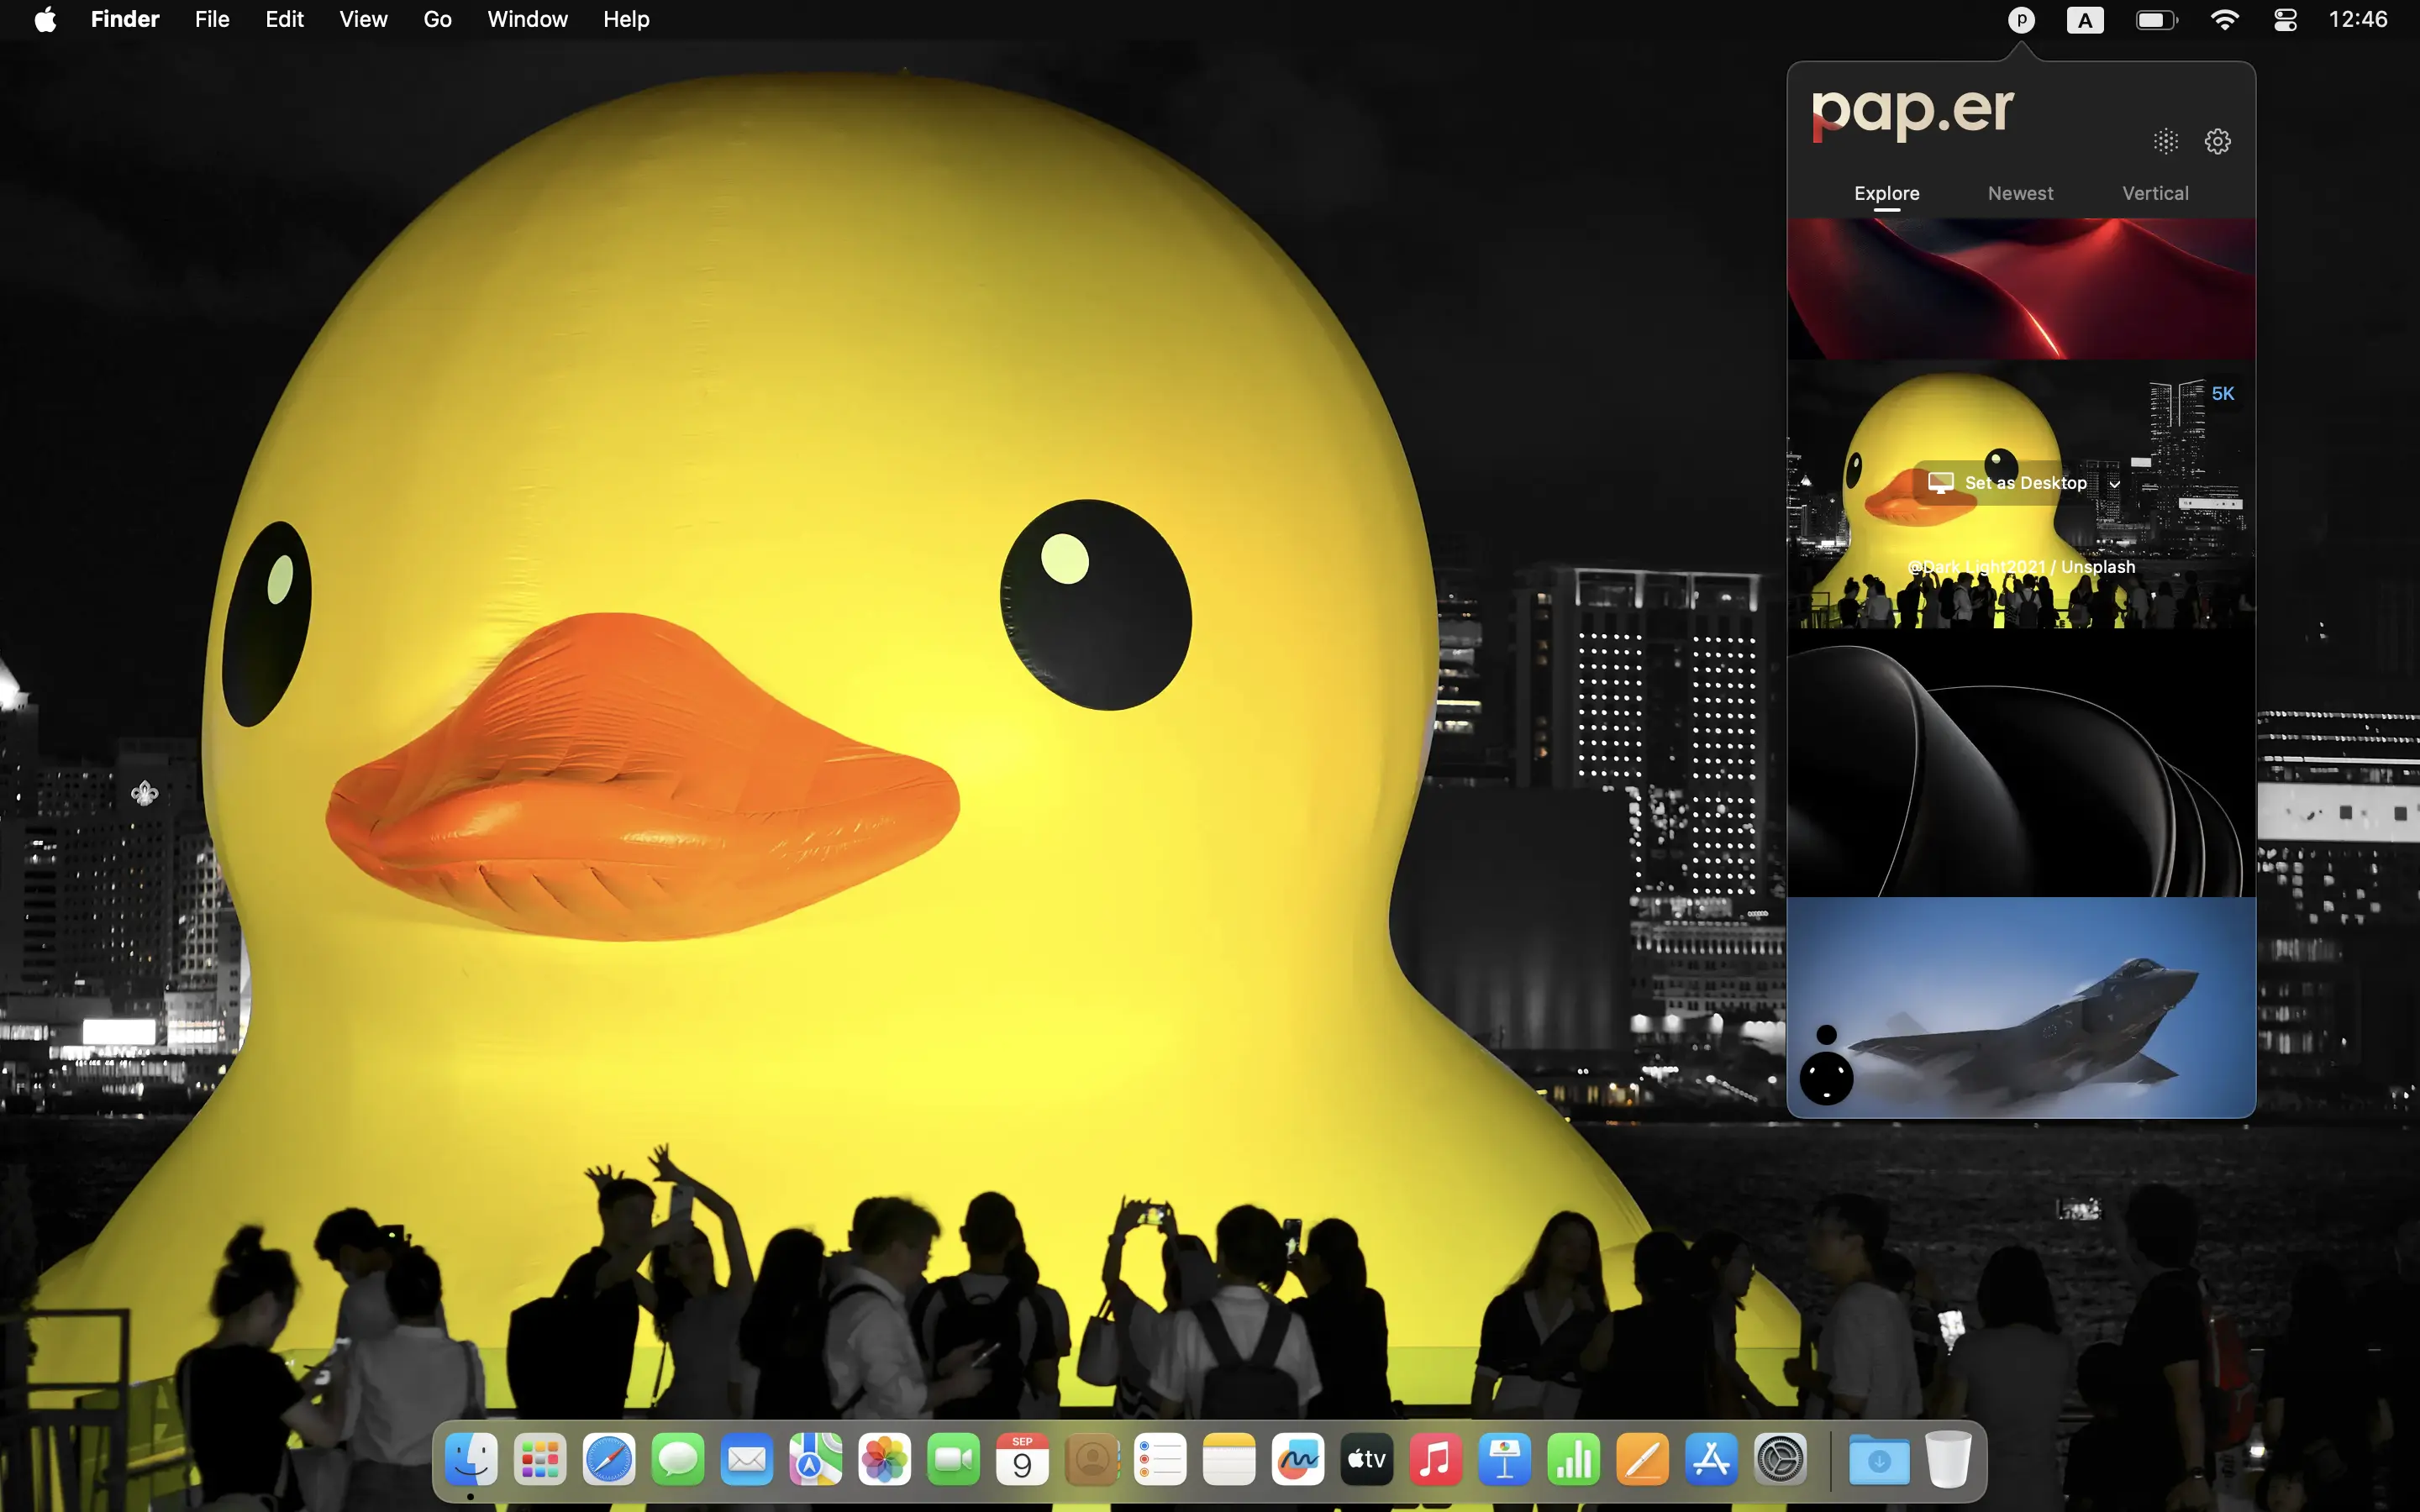 Finder File Edit View Go Window Help
p A 12:46
pap.er
Explore Newest Vertical
5K
Set as Desktop
@Dark Light2021 / Unsplash
SEP
9
tv